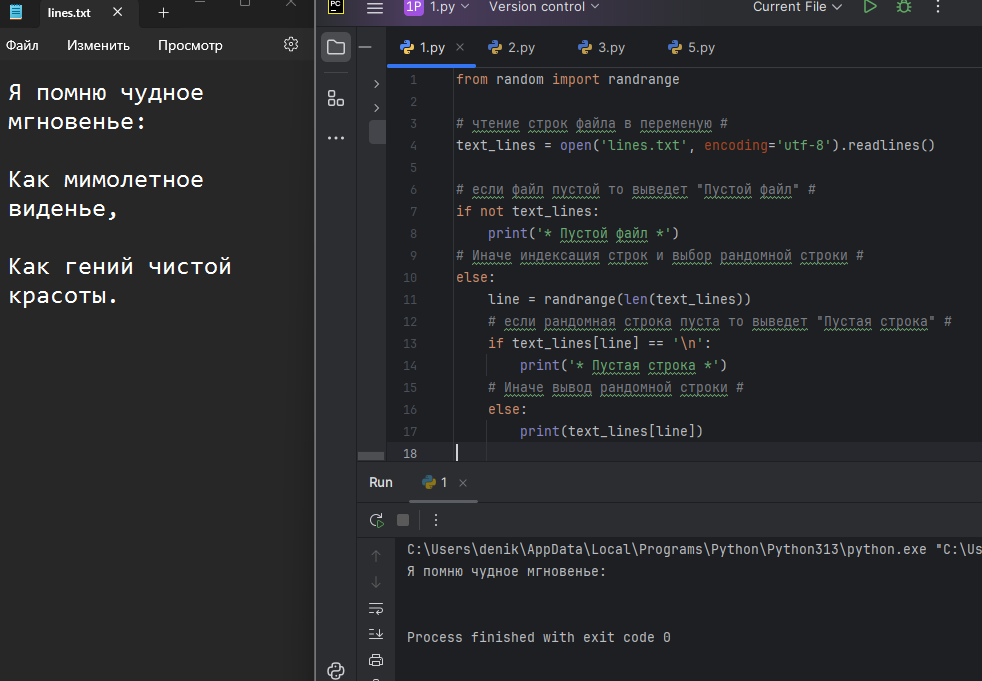 lines.txt
Файл Изменить Просмотр
Я помню чудное
мгновенье:
Как мимолетное
виденье,
Как гений чистой
красоты.
PC
1P 1.py Version control Current File
1.py 2.py 3.py 5.py
1 from random import randrange
2
3 # чтение строк файла в переменую #
4 text_lines = open('lines.txt', encoding='utf-8').readlines()
5
6 # если файл пустой то выведет "Пустой файл" #
7 if not text_lines:
8 print('* Пустой файл *')
9 # Иначе индексация строк и выбор рандомной строки #
10 else:
11 line = randrange(len(text_lines))
12 # если рандомная строка пуста то выведет "Пустая строка" #
13 if text_lines[line] == '\n':
14 print('* Пустая строка *')
15 # Иначе вывод рандомной строки #
16 else:
17 print(text_lines[line])
18
Run 1
C:\Users\denik\AppData\Local\Programs\Python\Python313\python.exe "C:\Us
Я помню чудное мгновенье:
Process finished with exit code 0